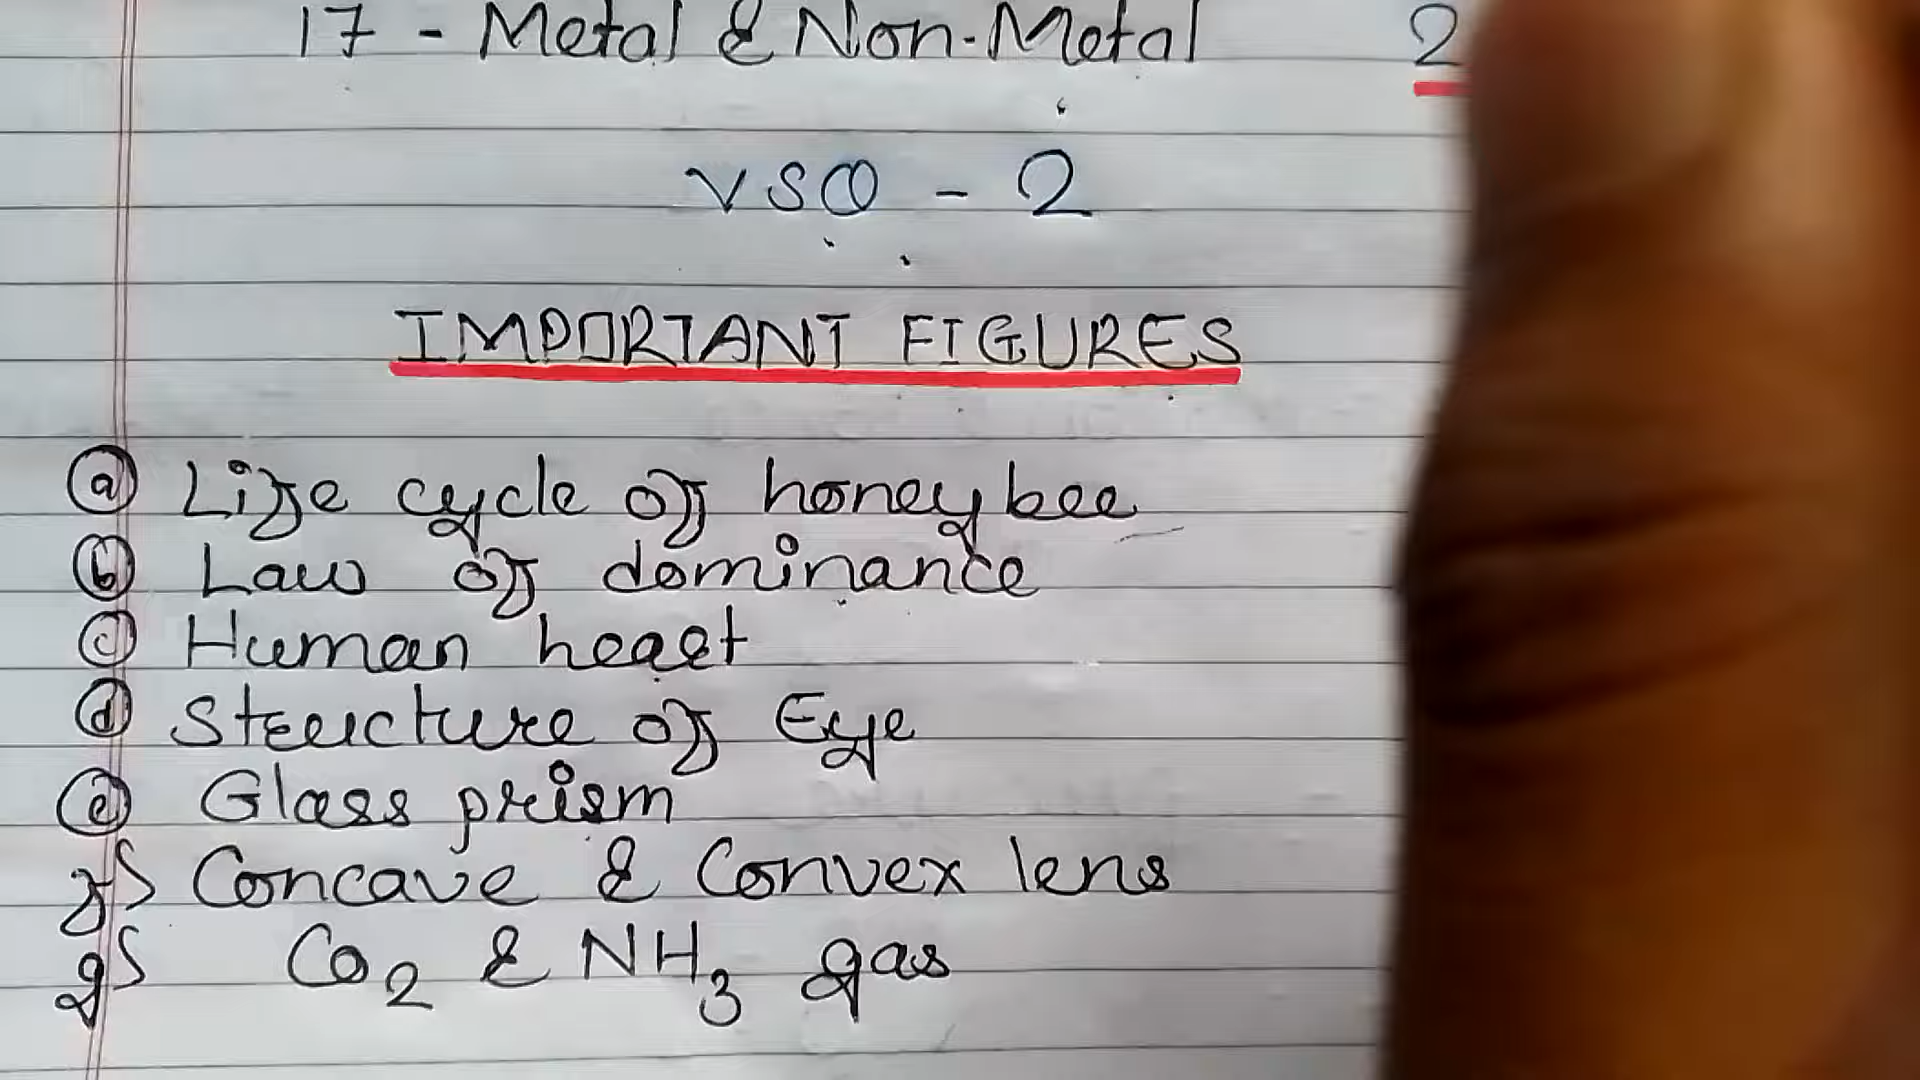 17 - Metal & Non-Metal 2
VSQ - 2
IMPORTANT FIGURES
(a) Life cycle of honeybee
(b) Law of dominance
(c) Human heart
(d) Structure of Eye
(e) Glass prism
f) Concave & Convex lens
g) Co2 & NH3 gas